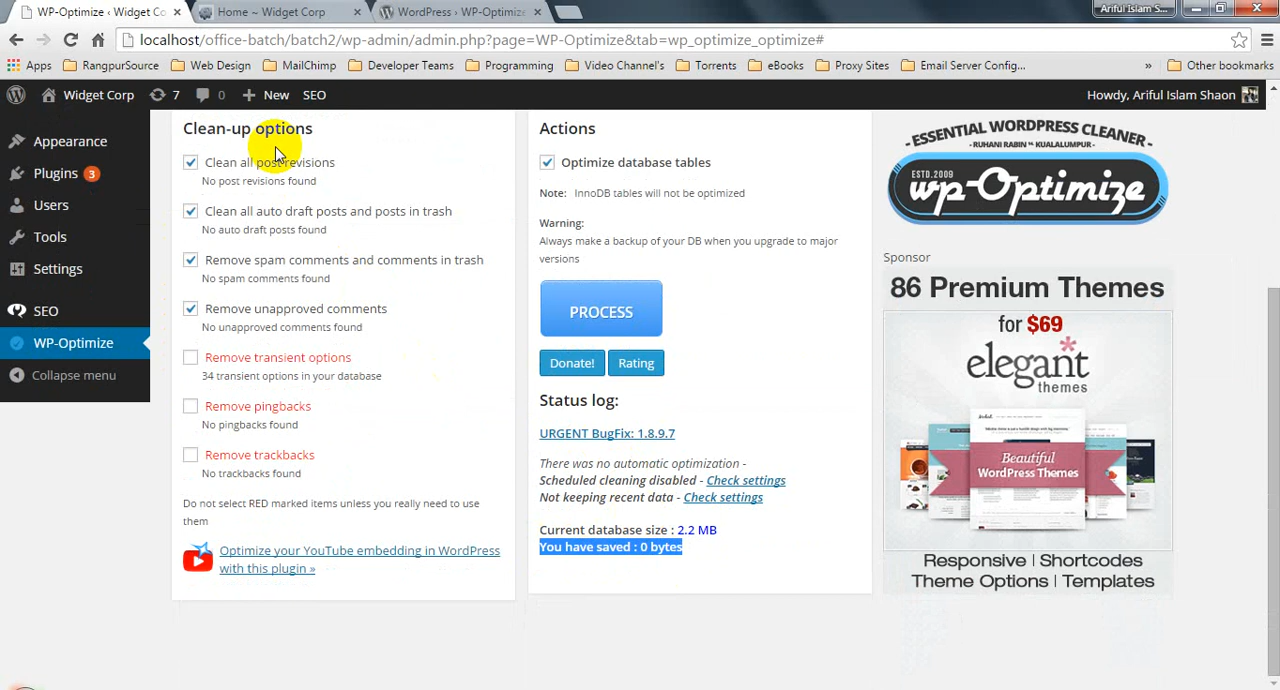 WP-Optimize ‹ Widget Co
Home ~ Widget Corp
WordPress › WP-Optimize
Ariful Islam S...
localhost/office-batch/batch2/wp-admin/admin.php?page=WP-Optimize&tab=wp_optimize_optimize#
Apps RangpurSource Web Design MailChimp Developer Teams Programming Video Channel's Torrents eBooks Proxy Sites Email Server Config... » Other bookmarks
Widget Corp 7 0 New SEO Howdy, Ariful Islam Shaon
Appearance
Plugins 3
Users
Tools
Settings
SEO
WP-Optimize
Collapse menu
Clean-up options
Clean all post revisions
No post revisions found
Clean all auto draft posts and posts in trash
No auto draft posts found
Remove spam comments and comments in trash
No spam comments found
Remove unapproved comments
No unapproved comments found
Remove transient options
34 transient options in your database
Remove pingbacks
No pingbacks found
Remove trackbacks
No trackbacks found
Do not select RED marked items unless you really need to use
them
Optimize your YouTube embedding in WordPress
with this plugin »
Actions
Optimize database tables
Note: InnoDB tables will not be optimized
Warning:
Always make a backup of your DB when you upgrade to major
versions
PROCESS
Donate! Rating
Status log:
URGENT BugFix: 1.8.9.7
There was no automatic optimization -
Scheduled cleaning disabled - Check settings
Not keeping recent data - Check settings
Current database size : 2.2 MB
You have saved : 0 bytes
ESSENTIAL WORDPRESS CLEANER
- RUHANI RABIN ™ KUALALUMPUR -
ESTD.2009
wp-Optimize
Sponsor
86 Premium Themes
for $69
elegant
themes
Beautiful
WordPress Themes
Responsive | Shortcodes
Theme Options | Templates